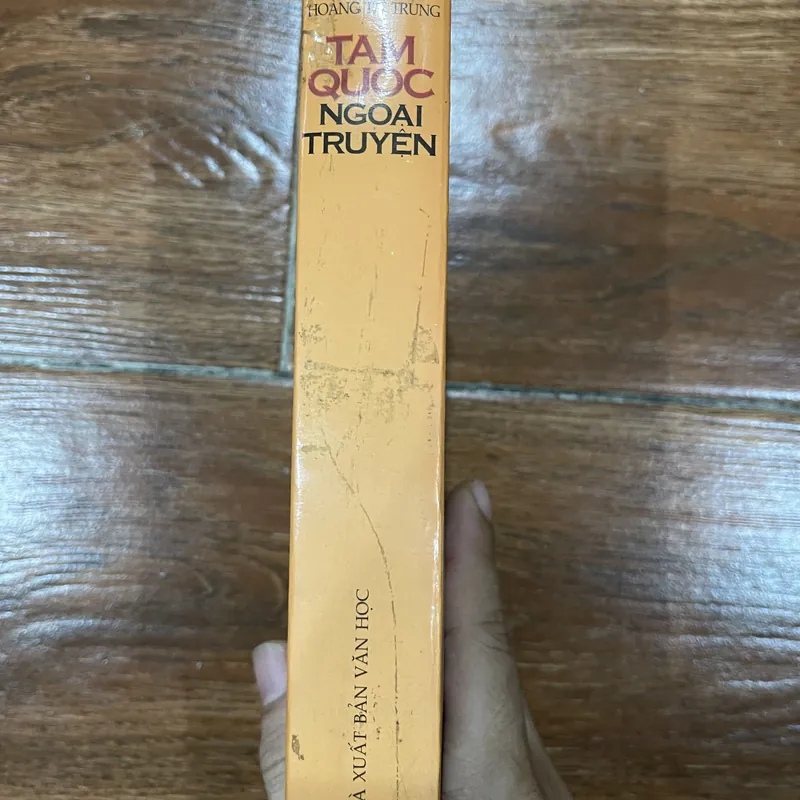 HOÀNG TRUNG
TAM
QUỐC
NGOẠI
TRUYỆN
À XUẤT BẢN VĂN HỌC